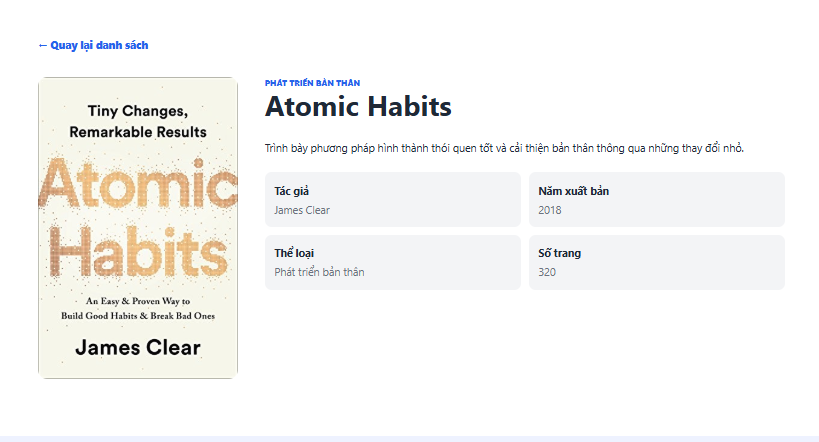 ← Quay lại danh sách
Tiny Changes,
Remarkable Results
Atomic
Habits
An Easy & Proven Way to
Build Good Habits & Break Bad Ones
James Clear
PHÁT TRIỂN BẢN THÂN
Atomic Habits
Trình bày phương pháp hình thành thói quen tốt và cải thiện bản thân thông qua những thay đổi nhỏ.
Tác giả
James Clear
Năm xuất bản
2018
Thể loại
Phát triển bản thân
Số trang
320